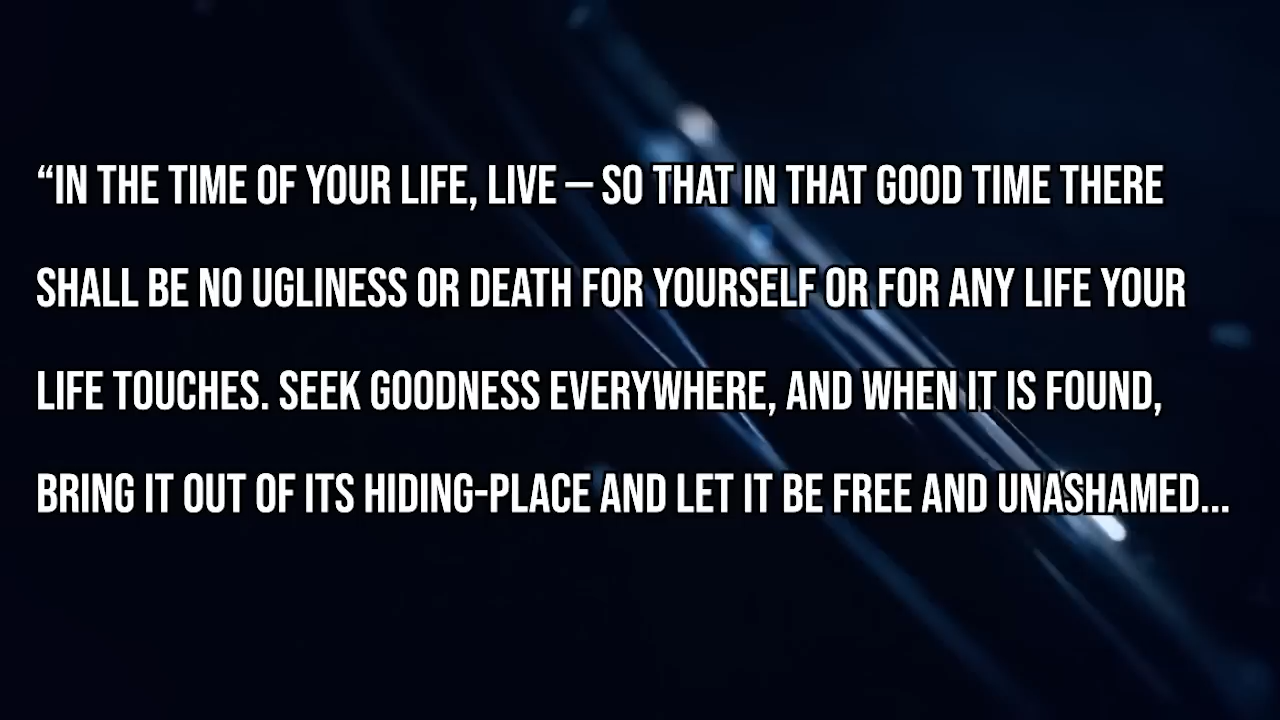 “IN THE TIME OF YOUR LIFE, LIVE – SO THAT IN THAT GOOD TIME THERE
SHALL BE NO UGLINESS OR DEATH FOR YOURSELF OR FOR ANY LIFE YOUR
LIFE TOUCHES. SEEK GOODNESS EVERYWHERE, AND WHEN IT IS FOUND,
BRING IT OUT OF ITS HIDING-PLACE AND LET IT BE FREE AND UNASHAMED...